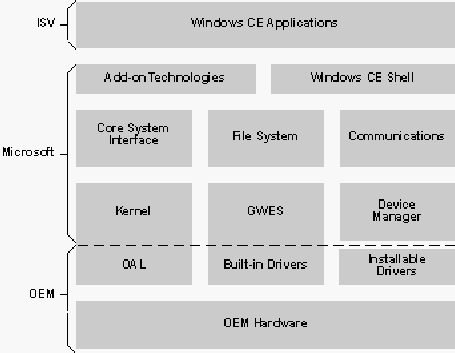 ISV
Windows CE Applications
Microsoft
Add-on Technologies
Windows CE Shell
Core System
Interface
File System
Communications
Kernel
GWES
Device
Manager
OEM
OAL
Built-in Drivers
Installable
Drivers
OEM Hardware